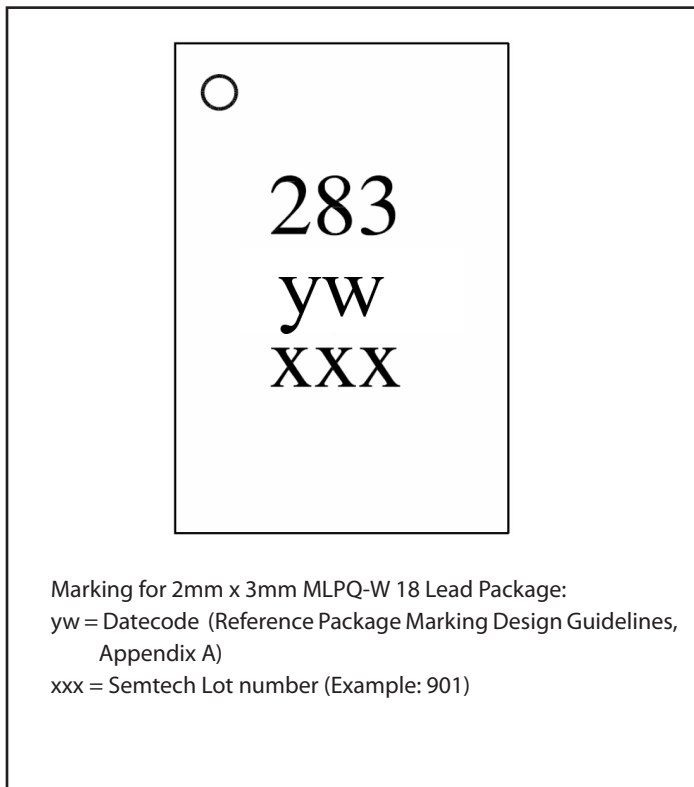 283
yw
xxx
Marking for 2mm x 3mm MLPQ-W 18 Lead Package:
yw = Datecode (Reference Package Marking Design Guidelines,
Appendix A)
xxx = Semtech Lot number (Example: 901)